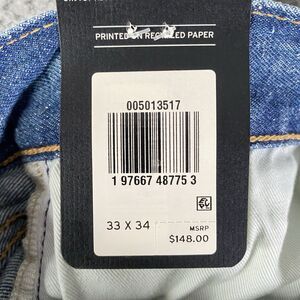 PRINTED ON RECYCLED PAPER
005013517
1 97667 48775 3
33 X 34
MSRP
$148.00